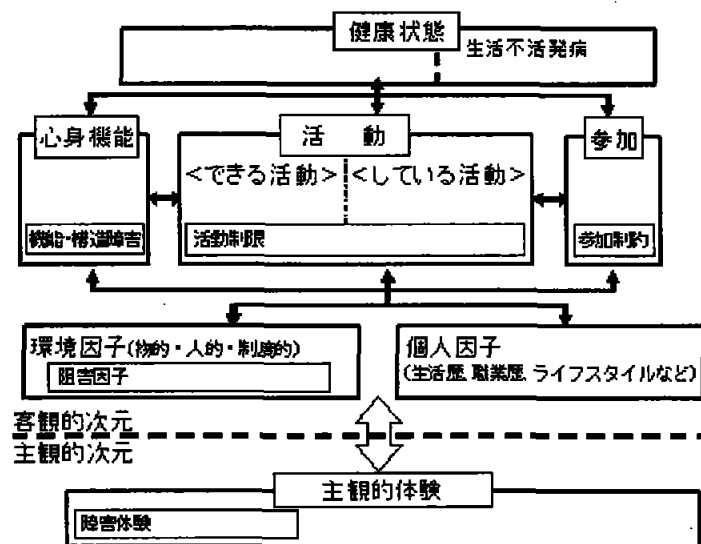 健康状態
生活不活発病
心身機能
活 動
参加
<できる活動> <している活動>
機能・構造障害
活動制限
参加制約
環境因子(物的・人的・制度的)
阻害因子
個人因子
(生活歴、職業歴、ライフスタイルなど)
客観的次元
主観的次元
主観的体験
障害体験